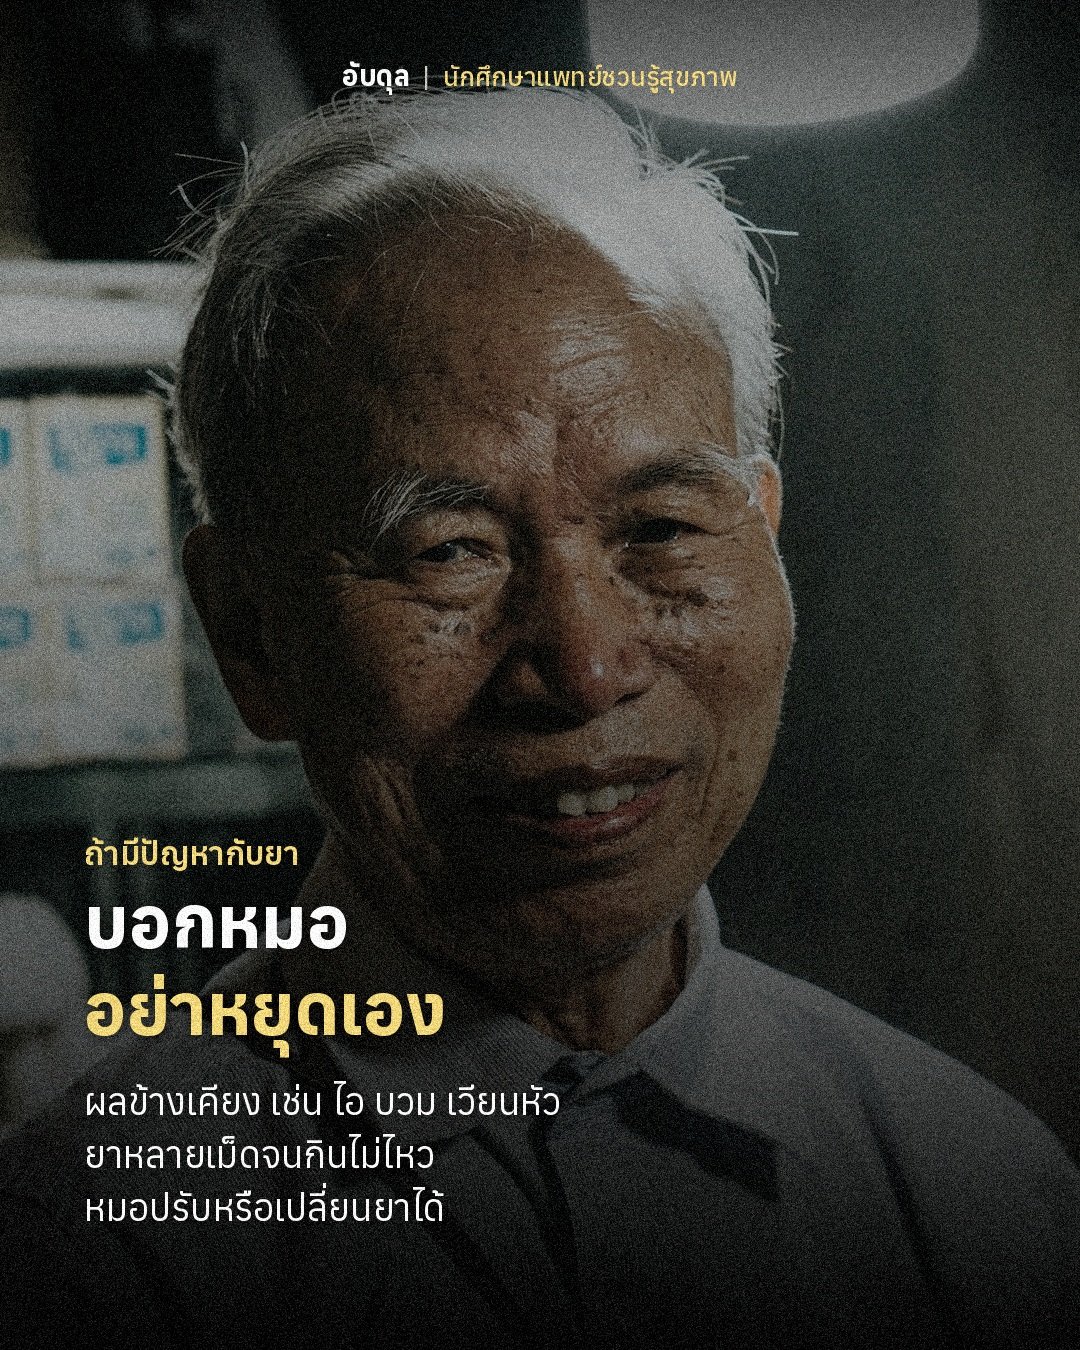 อับดุล | นักศึกษาแพทย์ชวนรู้สุขภาพ
ถ้ามีปัญหากับยา
บอกหมอ
อย่าหยุดเอง
ผลข้างเคียง เช่น ไอ บวม เวียนหัว
ยาหลายเม็ดจนกินไม่ไหว
หมอปรับหรือเปลี่ยนยาได้